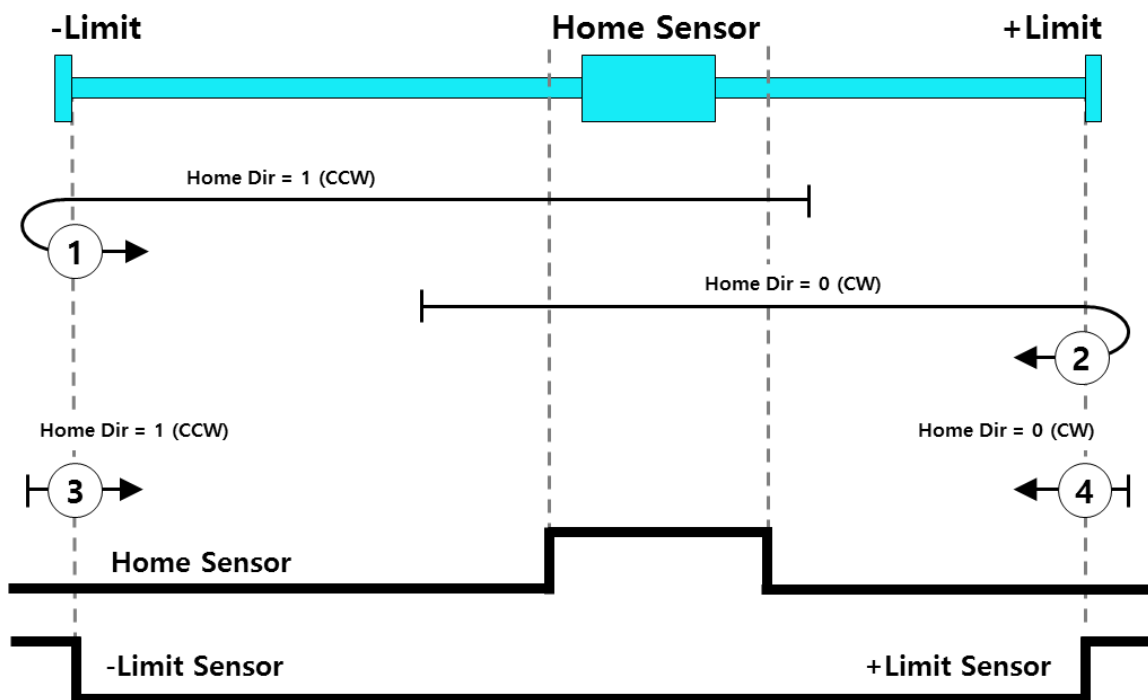 -Limit
Home Sensor
+Limit
Home Dir = 1 (CCW)
1
Home Dir = 0 (CW)
2
Home Dir = 1 (CCW)
Home Dir = 0 (CW)
3
4
Home Sensor
-Limit Sensor
+Limit Sensor